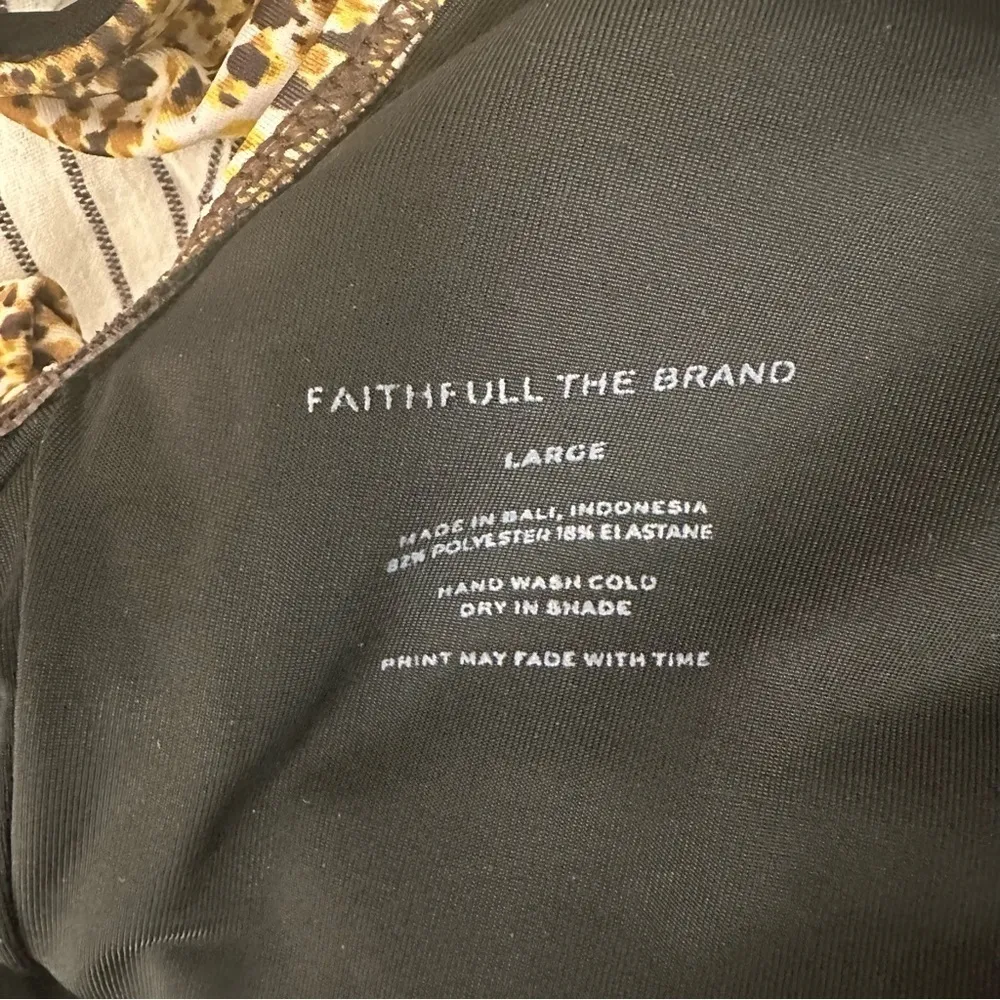 FAITHFULL THE BRAND
LARGE
MADE IN BALI, INDONESIA
82% POLYESTER 18% ELASTANE
HAND WASH COLD
DRY IN SHADE
PRINT MAY FADE WITH TIME